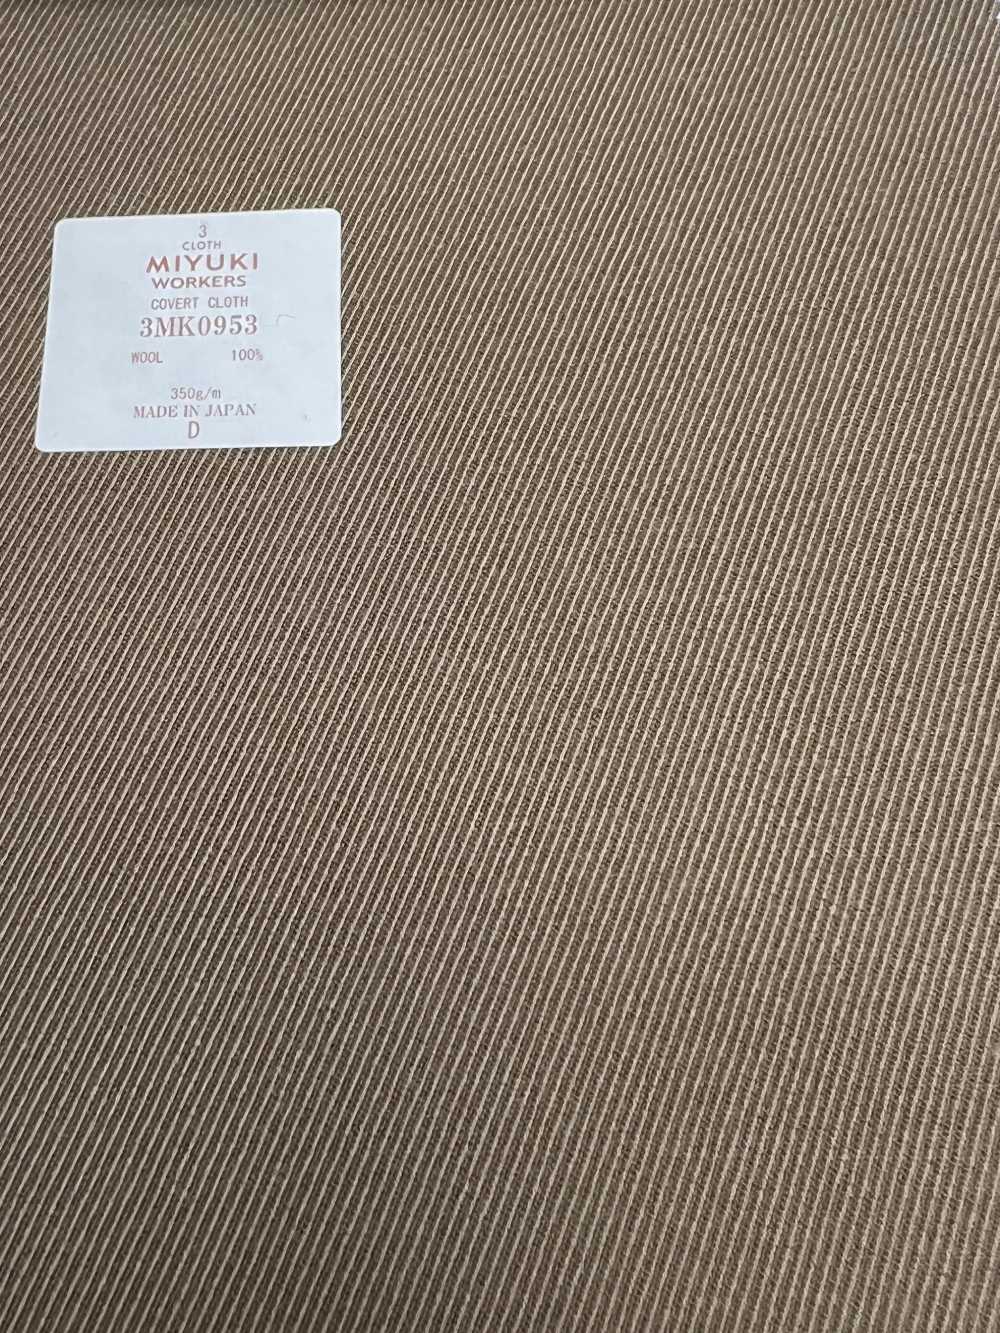 3
CLOTH
MIYUKI
WORKERS
COVERT CLOTH
3MK0953
WOOL 100%
350g/m
MADE IN JAPAN
D